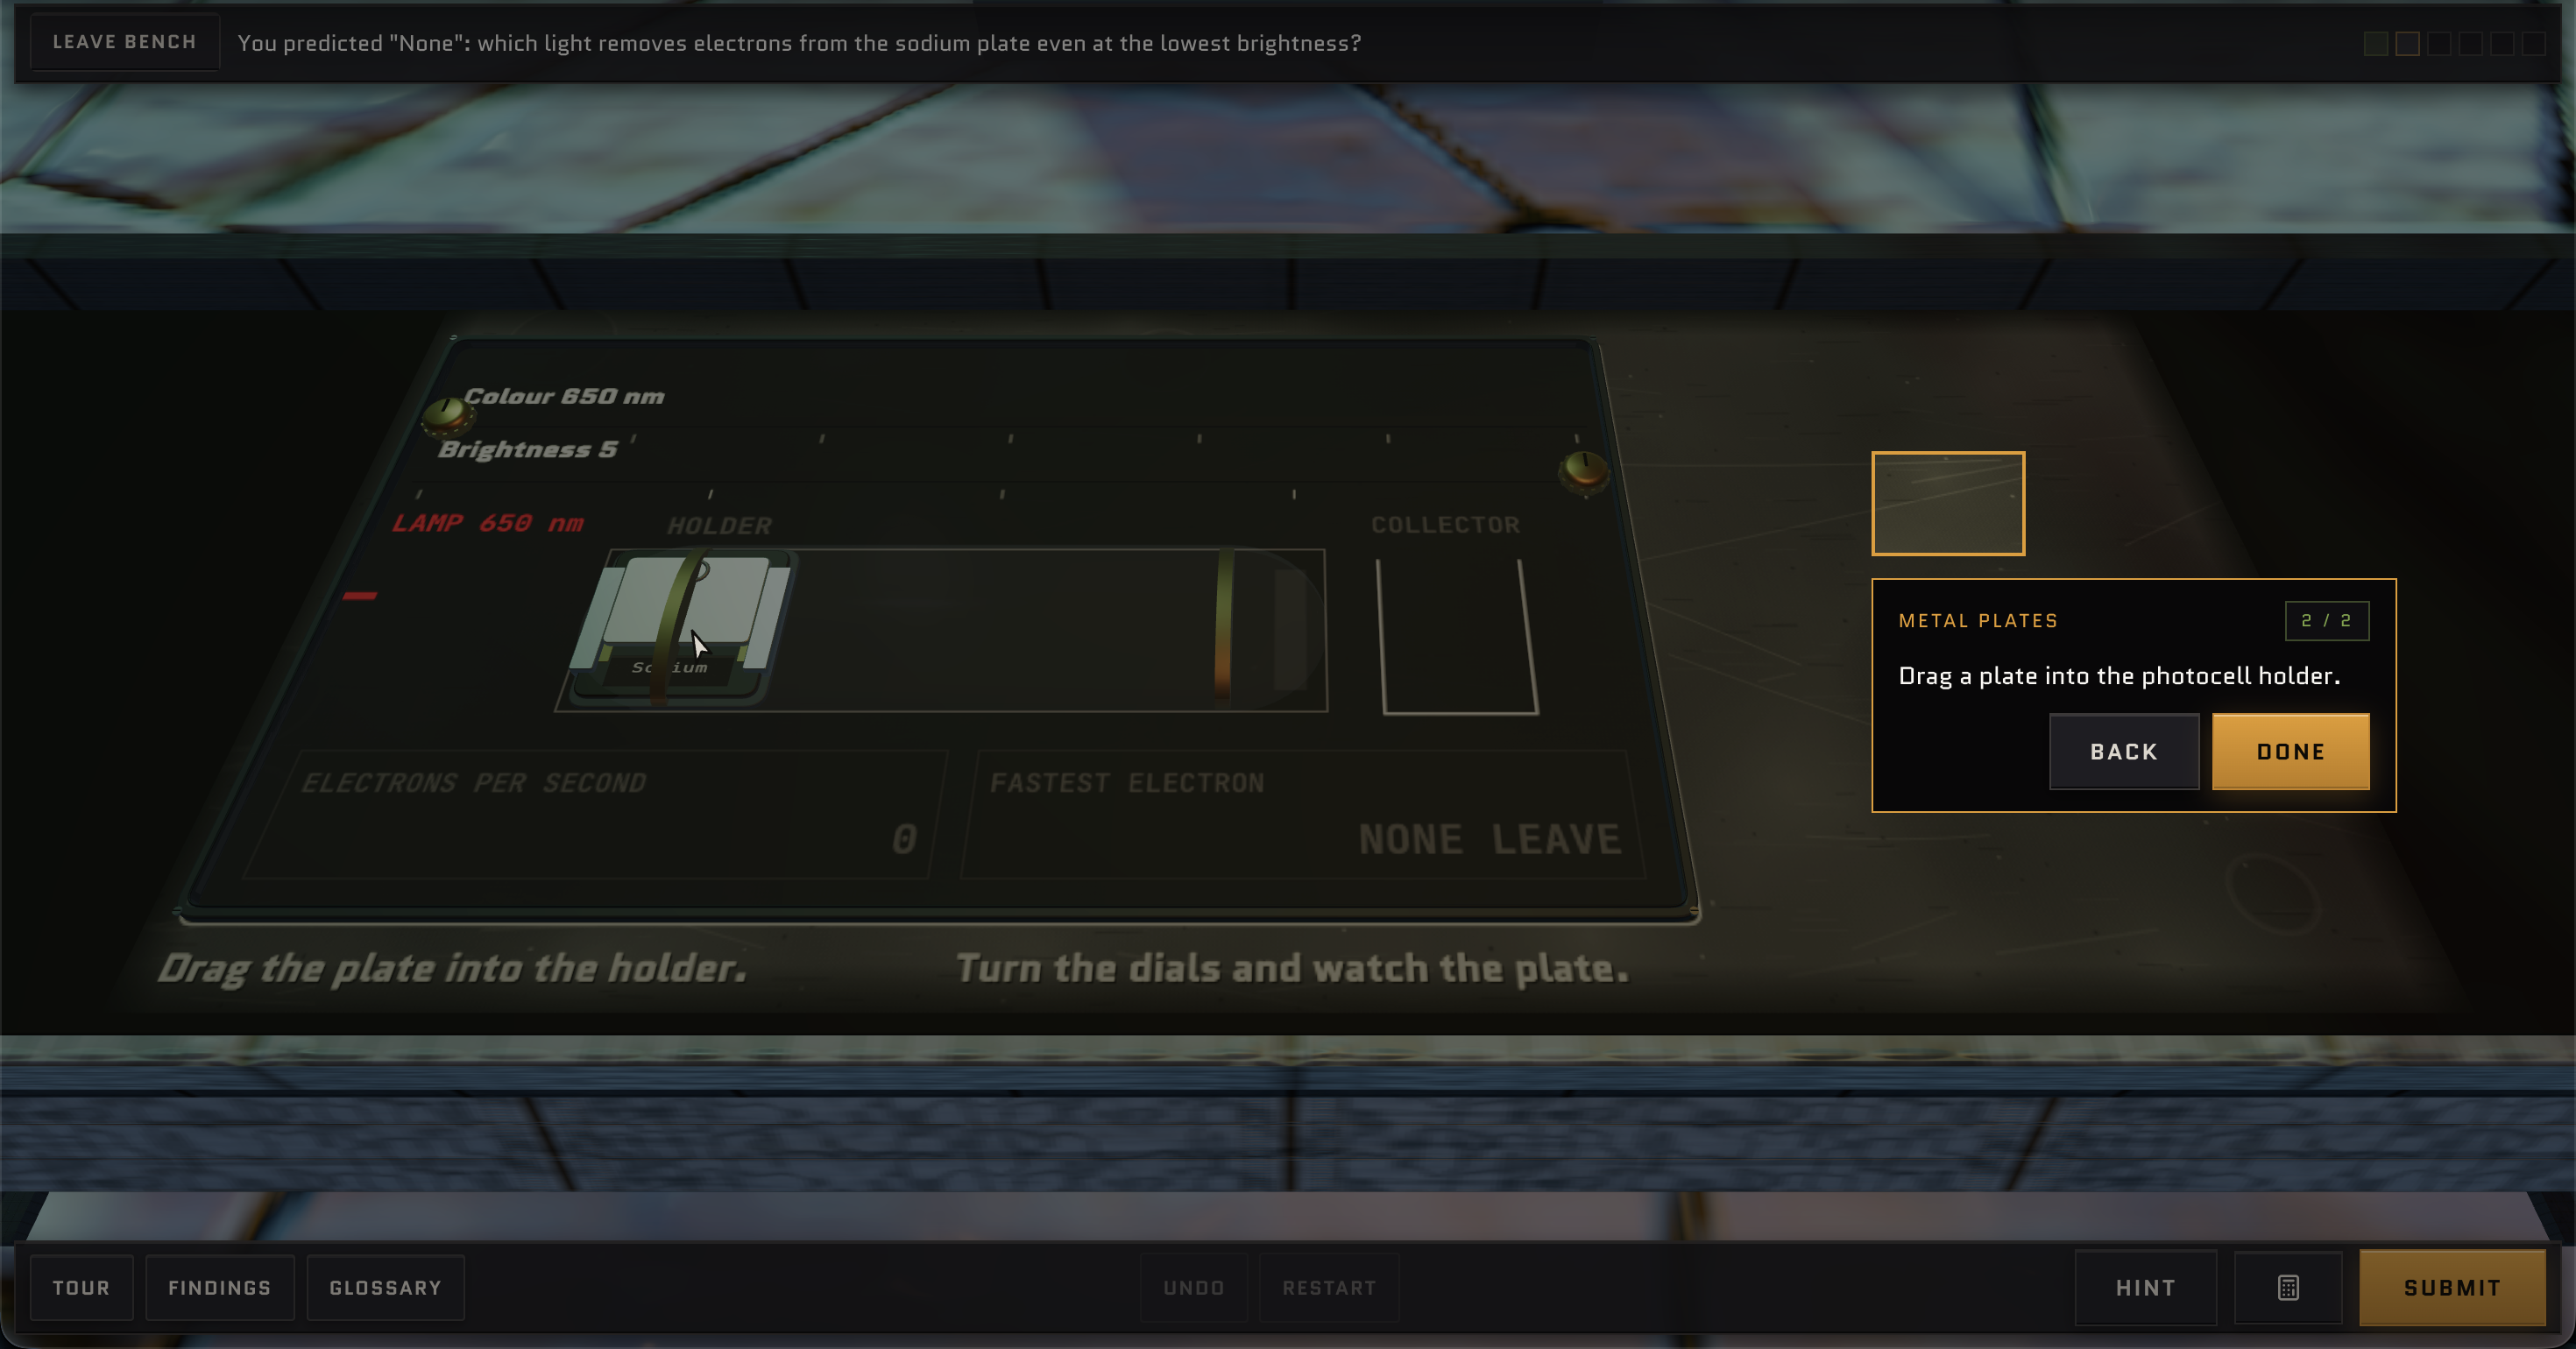 LEAVE BENCH
You predicted "None": which light removes electrons from the sodium plate even at the lowest brightness?
Colour 650 nm
Brightness 5
LAMP 650 nm
HOLDER
COLLECTOR
METAL PLATES
2 / 2
Drag a plate into the photocell holder.
BACK
DONE
ELECTRONS PER SECOND
0
FASTEST ELECTRON
NONE LEAVE
Drag the plate into the holder.
Turn the dials and watch the plate.
TOUR
FINDINGS
GLOSSARY
UNDO
RESTART
HINT
SUBMIT